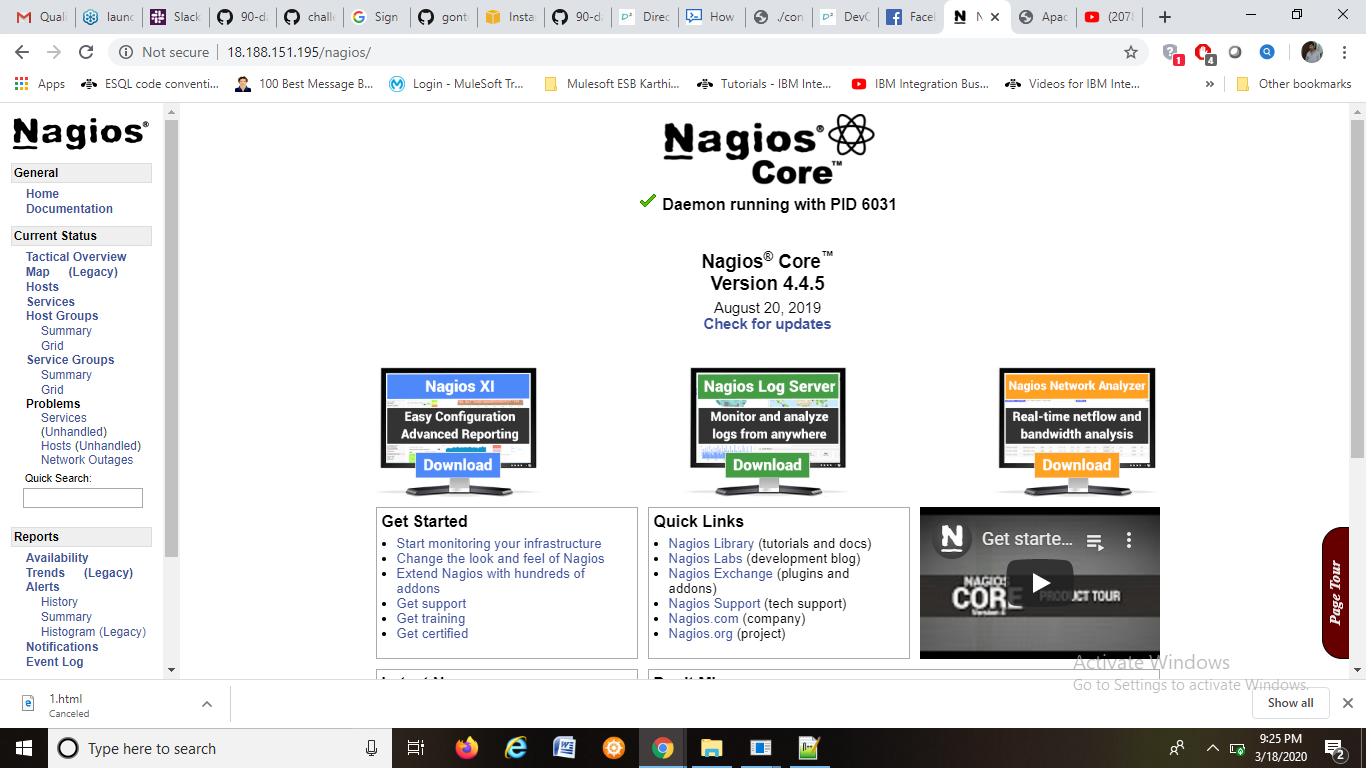 Quali
launc
Slack
90-da
challe
Sign
gontu
Instan
90-da
Direc
How
./con
DevO
Facel
N
Apac
(207
Not secure
18.188.151.195/nagios/
1
4
Apps
ESQL code conventi...
100 Best Message B...
Login - MuleSoft Tr...
Mulesoft ESB Karthi...
Tutorials - IBM Inte...
IBM Integration Bus...
Videos for IBM Inte...
»
Other bookmarks
Nagios®
General
Home
Documentation
Current Status
Tactical Overview
Map (Legacy)
Hosts
Services
Host Groups
Summary
Grid
Service Groups
Summary
Grid
Problems
Services
(Unhandled)
Hosts (Unhandled)
Network Outages
Quick Search:
Reports
Availability
Trends (Legacy)
Alerts
History
Summary
Histogram (Legacy)
Notifications
Event Log
Nagios®
Core™
Daemon running with PID 6031
Nagios® Core™
Version 4.4.5
August 20, 2019
Check for updates
Nagios XI
Easy Configuration
Advanced Reporting
Download
Nagios Log Server
Monitor and analyze
logs from anywhere
Download
Nagios Network Analyzer
Real-time netflow and
bandwidth analysis
Download
Get Started
• Start monitoring your infrastructure
• Change the look and feel of Nagios
• Extend Nagios with hundreds of
addons
• Get support
• Get training
• Get certified
Quick Links
• Nagios Library (tutorials and docs)
• Nagios Labs (development blog)
• Nagios Exchange (plugins and
addons)
• Nagios Support (tech support)
• Nagios.com (company)
• Nagios.org (project)
N
Get starte...
NAGIOS
CORE PRODUCT TOUR
Page Tour
Activate Windows
Go to Settings to activate Windows.
1.html
Canceled
Show all
Type here to search
9:25 PM
3/18/2020
2